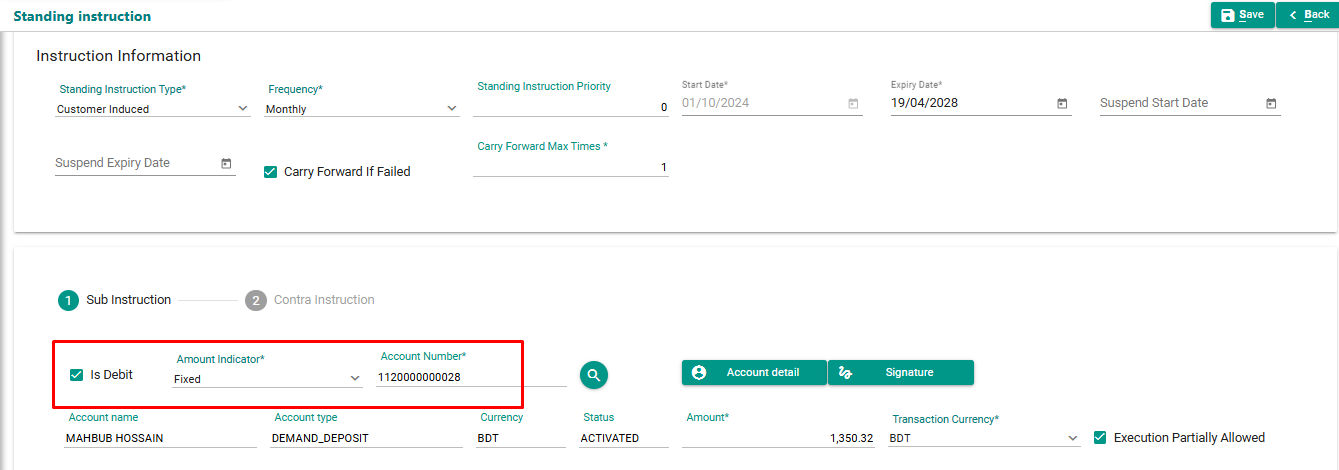 Standing instruction
Save
Back
Instruction Information
Standing Instruction Type*
Customer Induced
Frequency*
Monthly
Standing Instruction Priority
0
Start Date*
01/10/2024
Expiry Date*
19/04/2028
Suspend Start Date
Suspend Expiry Date
Carry Forward If Failed
Carry Forward Max Times *
1
1 Sub Instruction
2 Contra Instruction
Is Debit
Amount Indicator*
Fixed
Account Number*
1120000000028
Account detail
Signature
Account name
MAHBUB HOSSAIN
Account type
DEMAND_DEPOSIT
Currency
BDT
Status
ACTIVATED
Amount*
1,350.32
Transaction Currency*
BDT
Execution Partially Allowed